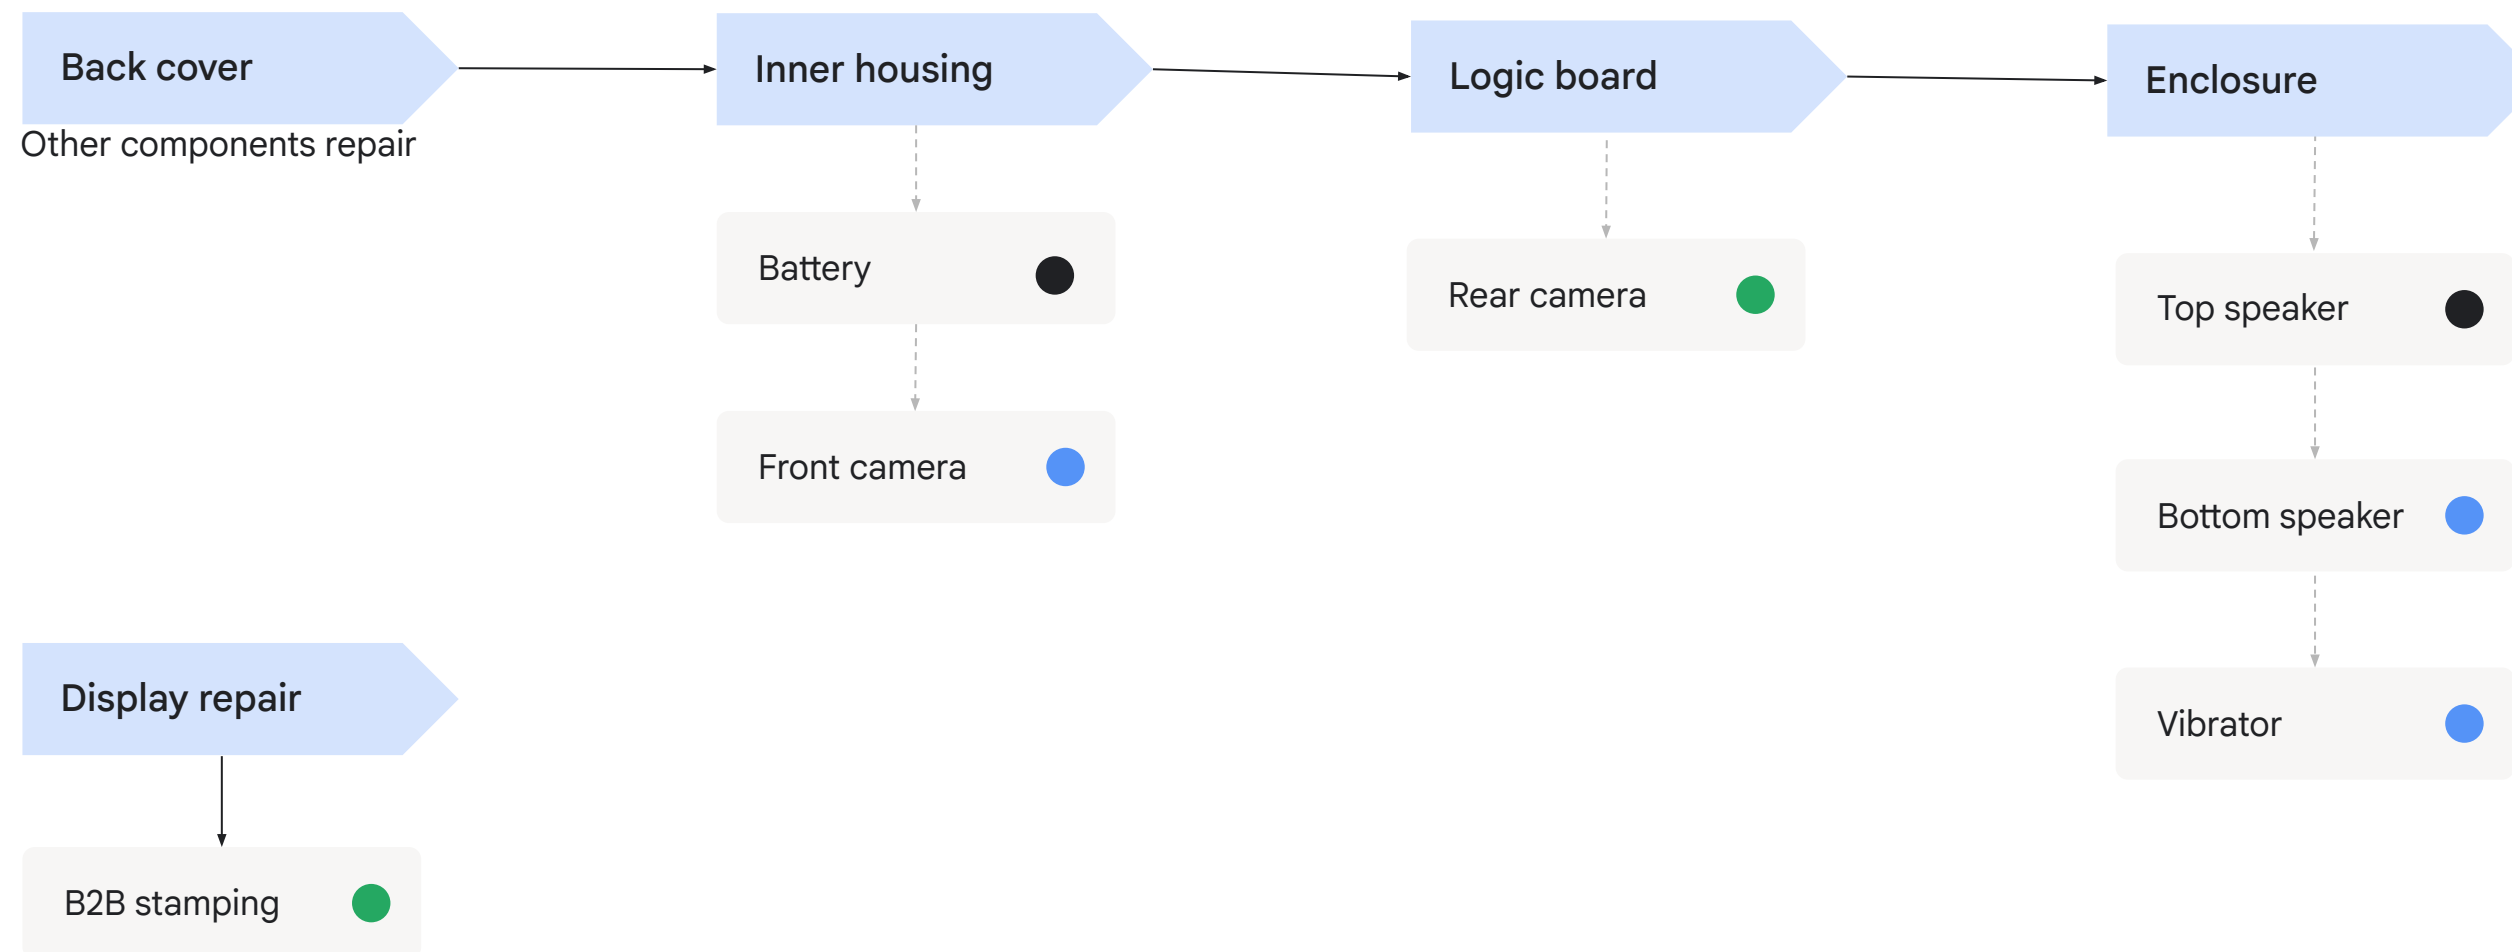 Back cover
Other components repair
Inner housing
Battery
Front camera
Logic board
Rear camera
Enclosure
Top speaker
Bottom speaker
Vibrator
Display repair
B2B stamping